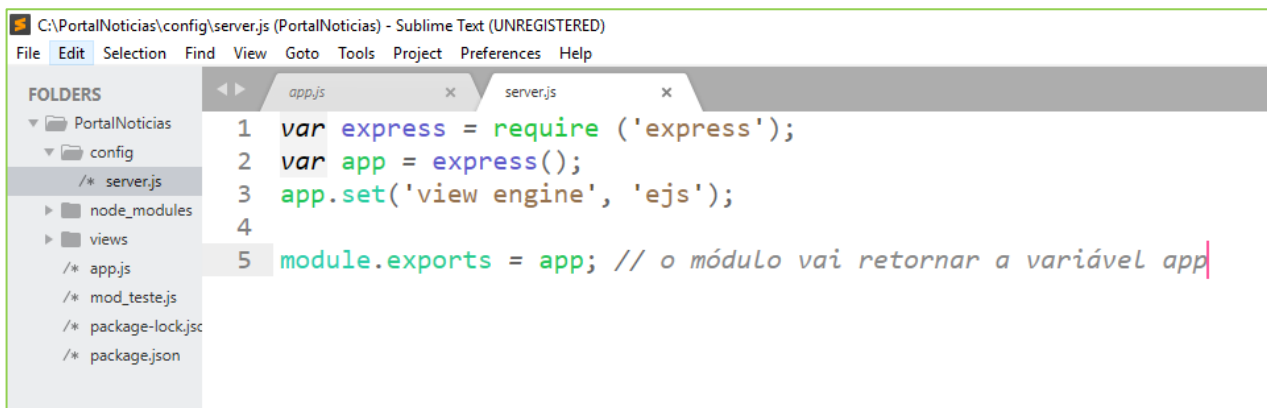 C:\PortalNoticias\config\server.js (PortalNoticias) - Sublime Text (UNREGISTERED)
File Edit Selection Find View Goto Tools Project Preferences Help
FOLDERS
PortalNoticias
config
/* server.js
node_modules
views
/* app.js
/* mod_teste.js
/* package-lock.jsc
/* package.json
app.js × server.js ×
1 var express = require ('express');
2 var app = express();
3 app.set('view engine', 'ejs');
4
5 module.exports = app; // o módulo vai retornar a variável app